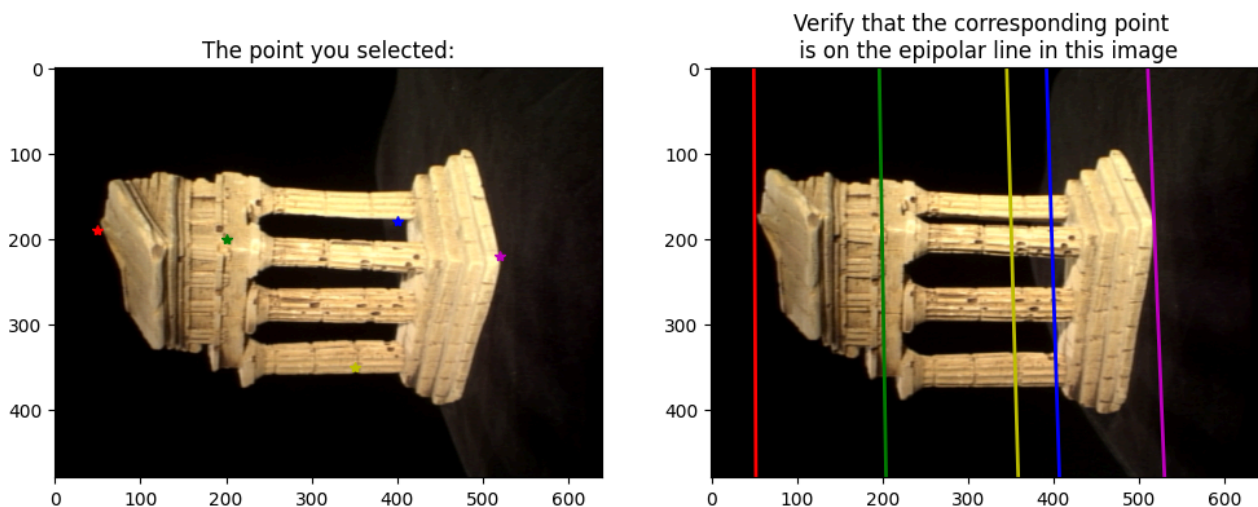 The point you selected:
Verify that the corresponding point
is on the epipolar line in this image
0
100
200
300
400
0 100 200 300 400 500 600
0
100
200
300
400
0 100 200 300 400 500 600